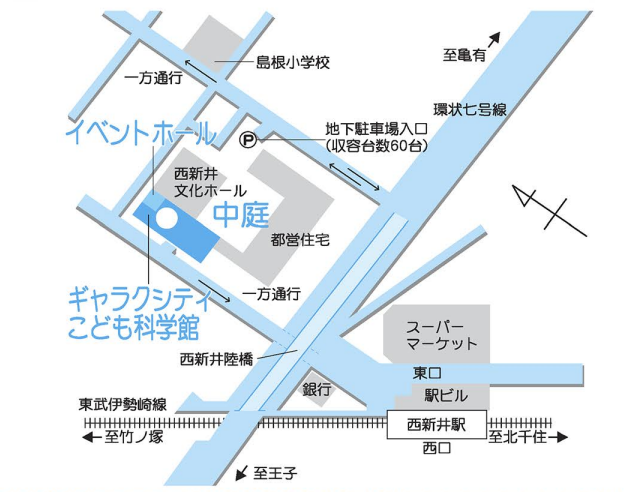 至亀有
島根小学校
一方通行
環状七号線
地下駐車場入口
(収容台数60台)
イベントホール
P
西新井
文化ホール
中庭
都営住宅
ギャラクシティ
こども科学館
一方通行
スーパー
マーケット
西新井陸橋
東口
銀行
駅ビル
東武伊勢崎線
西新井駅
至竹ノ塚
至北千住
西口
至王子